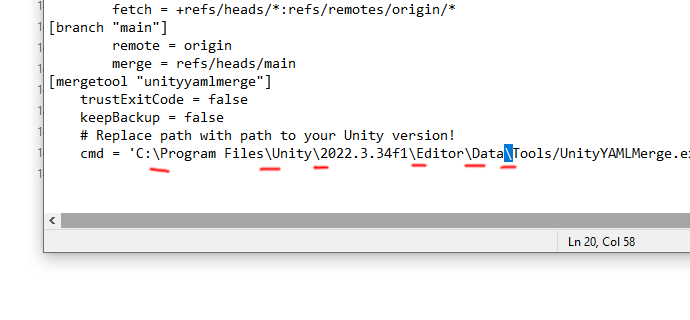 fetch = +refs/heads/*:refs/remotes/origin/*
[branch "main"]
remote = origin
merge = refs/heads/main
[mergetool "unityyamlmerge"]
trustExitCode = false
keepBackup = false
# Replace path with path to your Unity version!
cmd = 'C:\Program Files\Unity\2022.3.34f1\Editor\Data\Tools/UnityYAMLMerge.e
Ln 20, Col 58